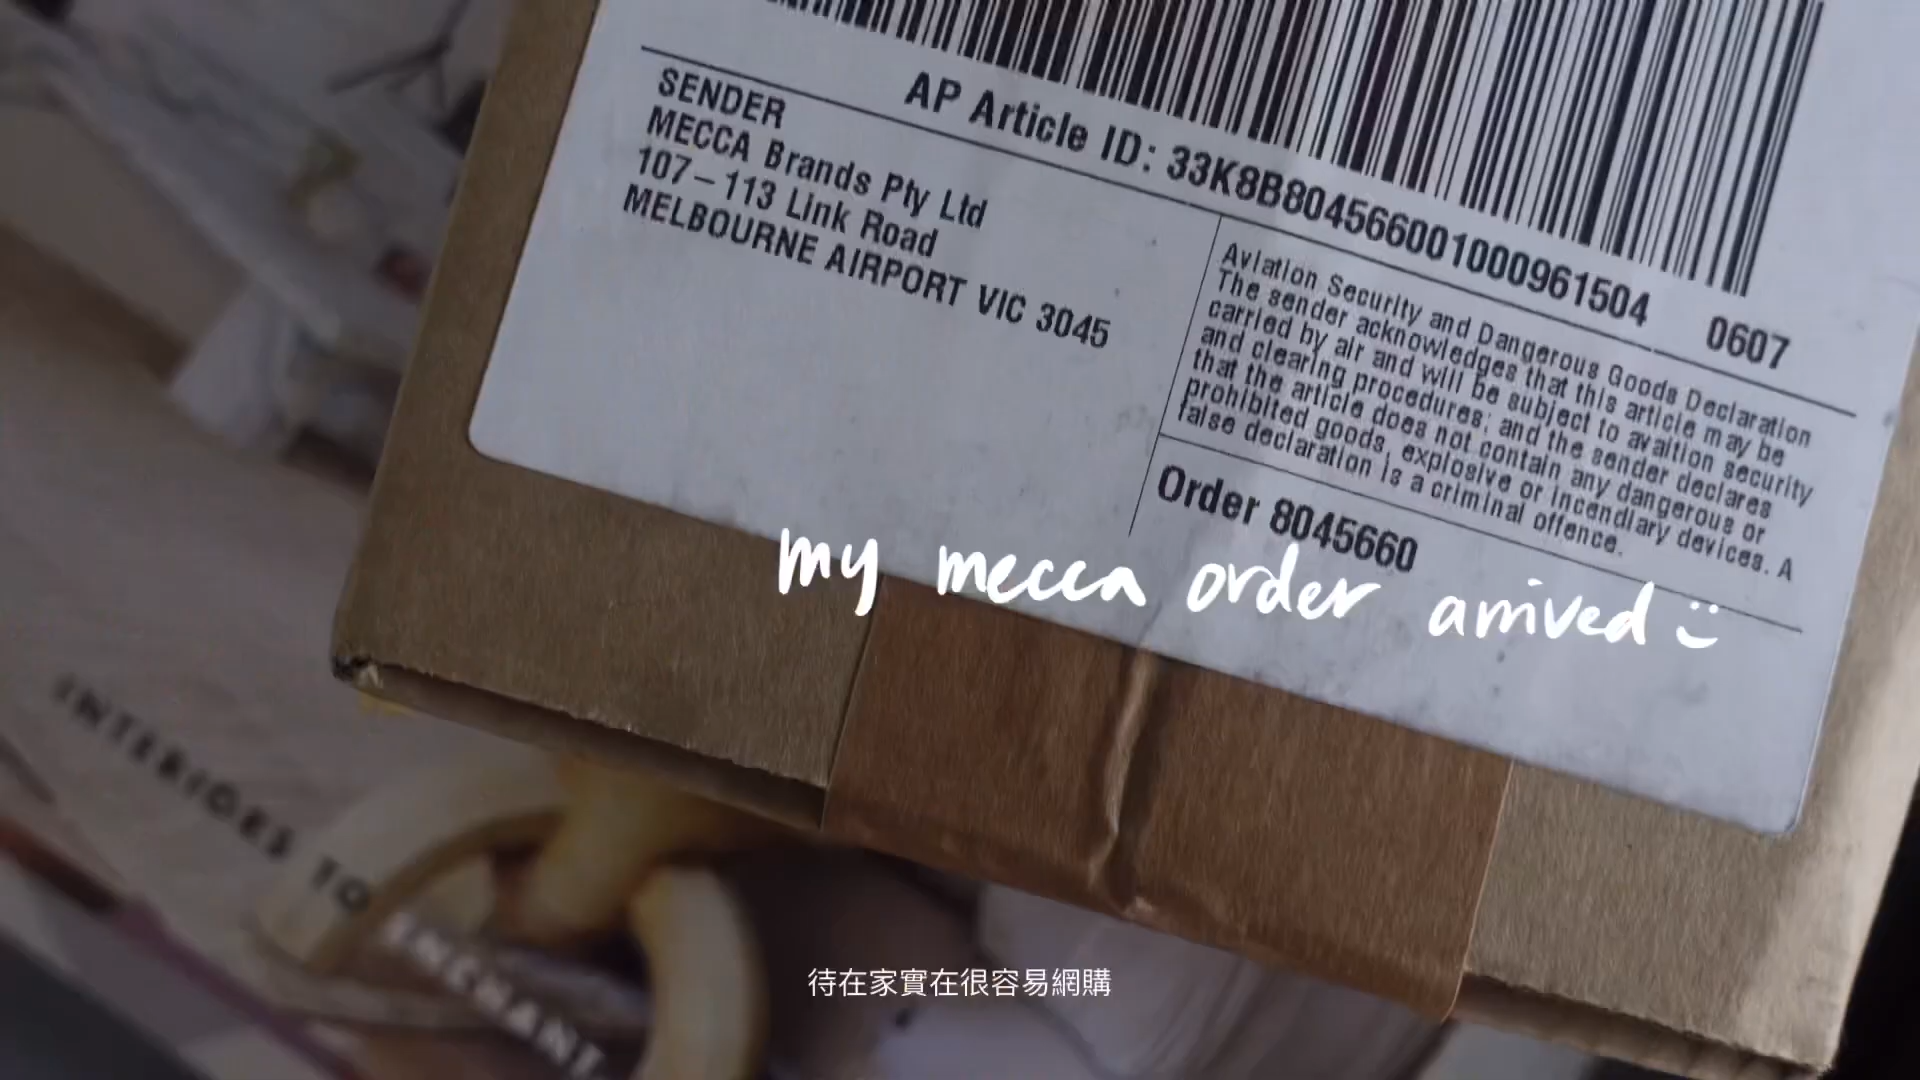 AP Article ID: 33K8B804566001000961504 0607
SENDER
MECCA Brands Pty Ltd
107-113 Link Road
MELBOURNE AIRPORT VIC 3045
Aviation Security and Dangerous Goods Declaration
The sender acknowledges that this article may be
carried by air and will be subject to avaition security
and clearing procedures; and the sender declares
that the article does not contain any dangerous or
prohibited goods, explosive or incendiary devices. A
false declaration is a criminal offence.
Order 8045660
my mecca order arrived
INTERIORS TO
ENCHANT
待在家實在很容易網購